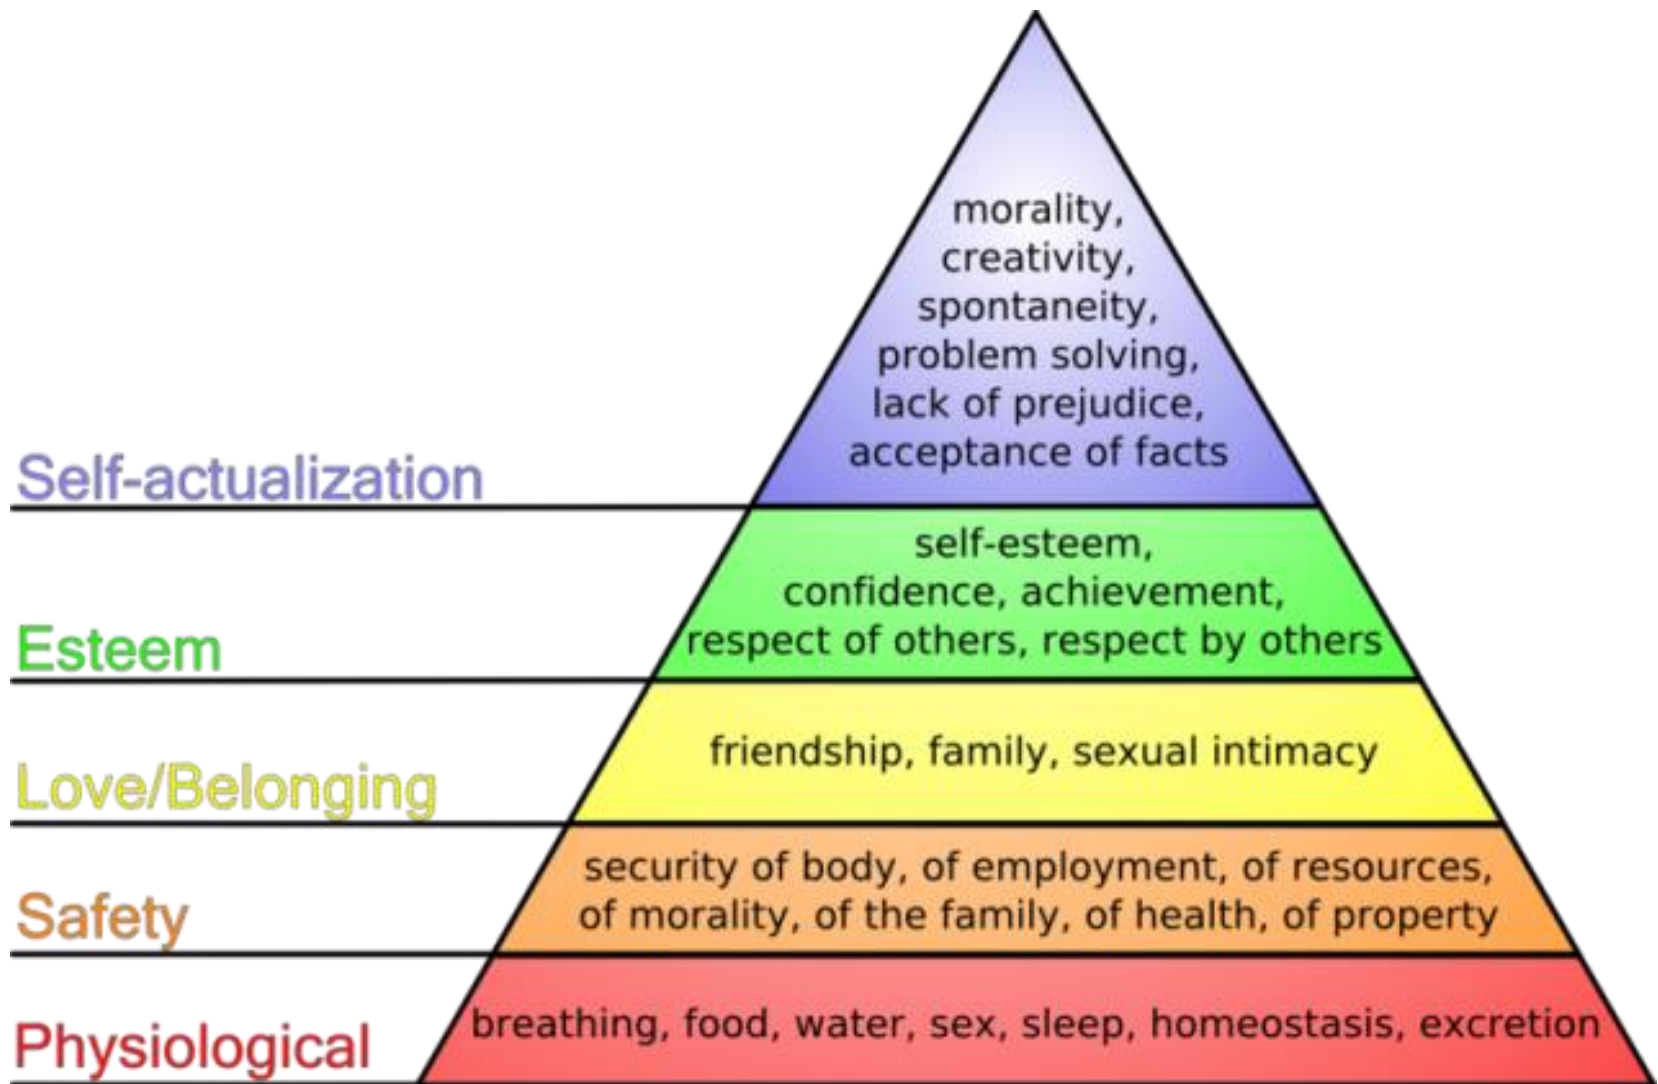 morality,
creativity,
spontaneity,
problem solving,
lack of prejudice,
acceptance of facts
Self-actualization
self-esteem,
confidence, achievement,
respect of others, respect by others
Esteem
friendship, family, sexual intimacy
Love/Belonging
security of body, of employment, of resources,
of morality, of the family, of health, of property
Safety
breathing, food, water, sex, sleep, homeostasis, excretion
Physiological